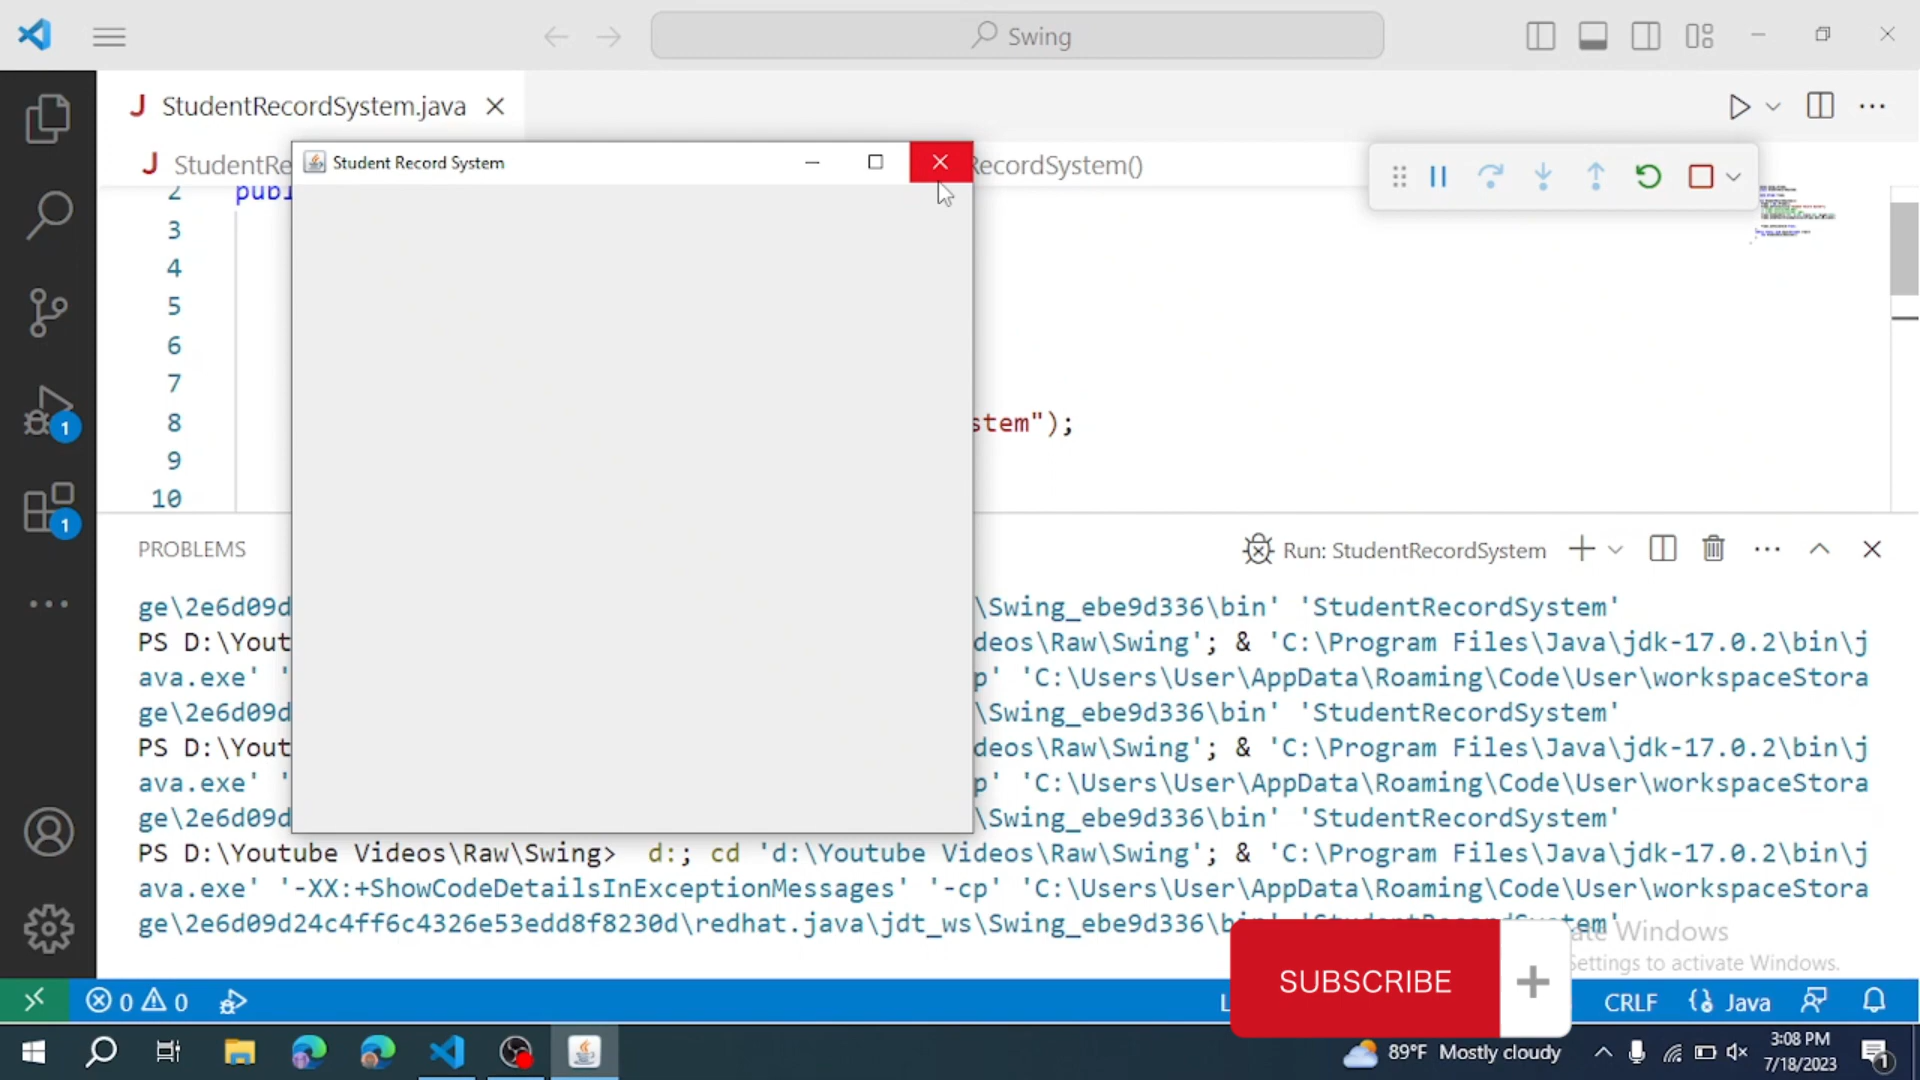 Swing
StudentRecordSystem.java
StudentRe
RecordSystem()
Student Record System
2 publi
3
4
5
6
7
8 stem");
9
10
PROBLEMS
Run: StudentRecordSystem
ge\2e6d09d \Swing_ebe9d336\bin' 'StudentRecordSystem'
PS D:\Yout deos\Raw\Swing'; & 'C:\Program Files\Java\jdk-17.0.2\bin\j
ava.exe' ' p' 'C:\Users\User\AppData\Roaming\Code\User\workspaceStora
ge\2e6d09d \Swing_ebe9d336\bin' 'StudentRecordSystem'
PS D:\Yout deos\Raw\Swing'; & 'C:\Program Files\Java\jdk-17.0.2\bin\j
ava.exe' ' p' 'C:\Users\User\AppData\Roaming\Code\User\workspaceStora
ge\2e6d09d \Swing_ebe9d336\bin' 'StudentRecordSystem'
PS D:\Youtube Videos\Raw\Swing> d:; cd 'd:\Youtube Videos\Raw\Swing'; & 'C:\Program Files\Java\jdk-17.0.2\bin\j
ava.exe' '-XX:+ShowCodeDetailsInExceptionMessages' '-cp' 'C:\Users\User\AppData\Roaming\Code\User\workspaceStora
ge\2e6d09d24c4ff6c4326e53edd8f8230d\redhat.java\jdt_ws\Swing_ebe9d336\bin' 'StudentRecordSystem'
ate Windows
Settings to activate Windows.
SUBSCRIBE
1
1
0 0
L
CRLF
Java
89°F Mostly cloudy
3:08 PM
7/18/2023
1